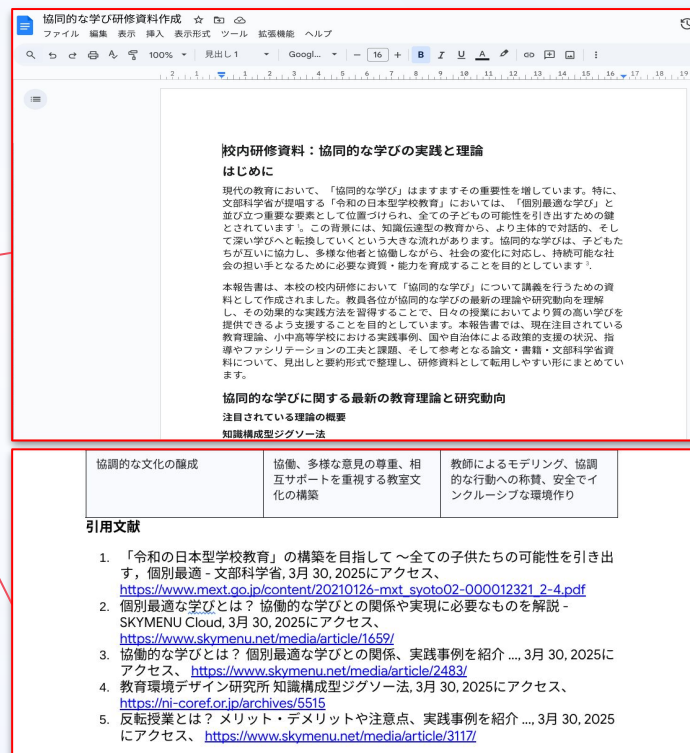 協同的な学び研修資料作成
ファイル 編集 表示 挿入 表示形式 ツール 拡張機能 ヘルプ
100% 見出し1 Googl... − 16 + B I U A
2 1 1 2 3 4 5 6 7 8 9 10 11 12 13 14 15 16 17 18 19
校内研修資料：協同的な学びの実践と理論
はじめに
現代の教育において、「協同的な学び」はますますその重要性を増しています。特に、
文部科学省が提唱する「令和の日本型学校教育」においては、「個別最適な学び」と
並び立つ重要な要素として位置づけられ、全ての子どもの可能性を引き出すための鍵
とされています ¹。この背景には、知識伝達型の教育から、より主体的で対話的、そし
て深い学びへと転換していくという大きな流れがあります。協同的な学びは、子どもた
ちが互いに協力し、多様な他者と協働しながら、社会の変化に対応し、持続可能な社
会の担い手となるために必要な資質・能力を育成することを目的としています ³.
本報告書は、本校の校内研修において「協同的な学び」について講義を行うための資
料として作成されました。教員各位が協同的な学びの最新の理論や研究動向を理解
し、その効果的な実践方法を習得することで、日々の授業においてより質の高い学びを
提供できるよう支援することを目的としています。本報告書では、現在注目されている
教育理論、小中高等学校における実践事例、国や自治体による政策的支援の状況、指
導やファシリテーションの工夫と課題、そして参考となる論文・書籍・文部科学省資
料について、見出しと要約形式で整理し、研修資料として転用しやすい形にまとめてい
ます。
協同的な学びに関する最新の教育理論と研究動向
注目されている理論の概要
知識構成型ジグソー法
協調的な文化の醸成 協働、多様な意見の尊重、相 教師によるモデリング、協調
互サポートを重視する教室文 的な行動への称賛、安全でイ
化の構築 ンクルーシブな環境作り
引用文献
1. 「令和の日本型学校教育」の構築を目指して ～全ての子供たちの可能性を引き出
す，個別最適 - 文部科学省, 3月 30, 2025にアクセス、
https://www.mext.go.jp/content/20210126-mxt_syoto02-000012321_2-4.pdf
2. 個別最適な学びとは？ 協働的な学びとの関係や実現に必要なものを解説 -
SKYMENU Cloud, 3月 30, 2025にアクセス、
https://www.skymenu.net/media/article/1659/
3. 協働的な学びとは？ 個別最適な学びとの関係、実践事例を紹介 ..., 3月 30, 2025に
アクセス、 https://www.skymenu.net/media/article/2483/
4. 教育環境デザイン研究所 知識構成型ジグソー法, 3月 30, 2025にアクセス、
https://ni-coref.or.jp/archives/5515
5. 反転授業とは？ メリット・デメリットや注意点、実践事例を紹介 ..., 3月 30, 2025
にアクセス、 https://www.skymenu.net/media/article/3117/